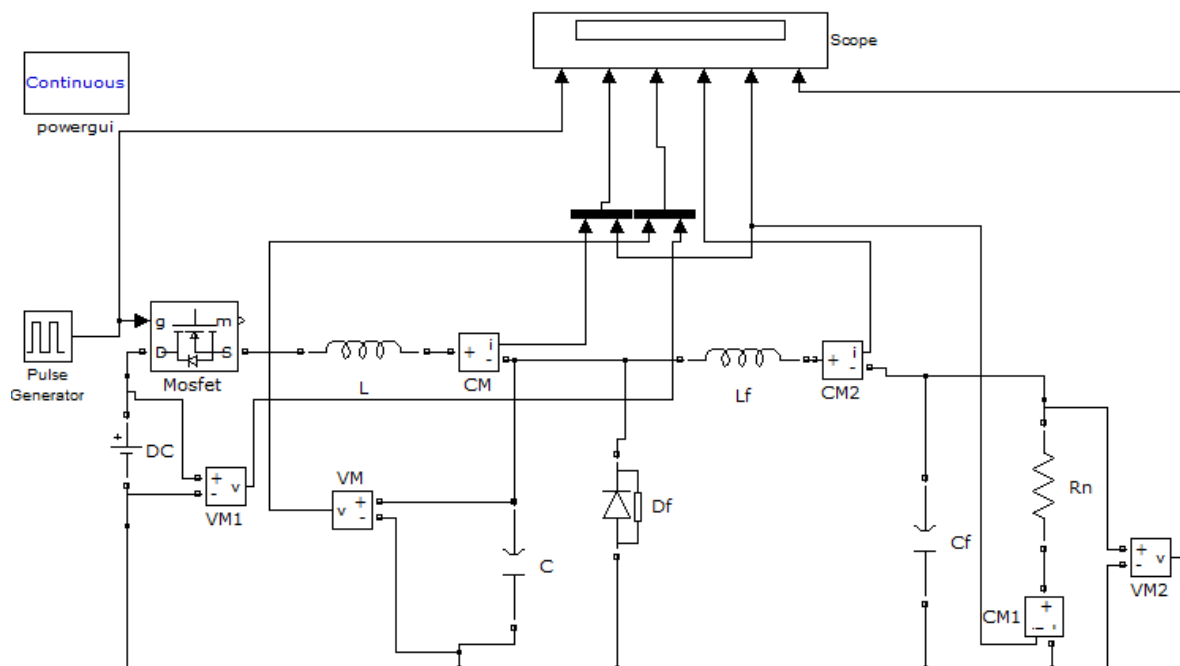 Scope
Continuous
powergui
g
m
D
S
Mosfet
Pulse
Generator
L
+
i
-
CM
Lf
+
i
-
CM2
+
DC
+
-
v
VM1
VM
v
+
-
C
Df
Cf
Rn
CM1
+
-
+
-
v
VM2